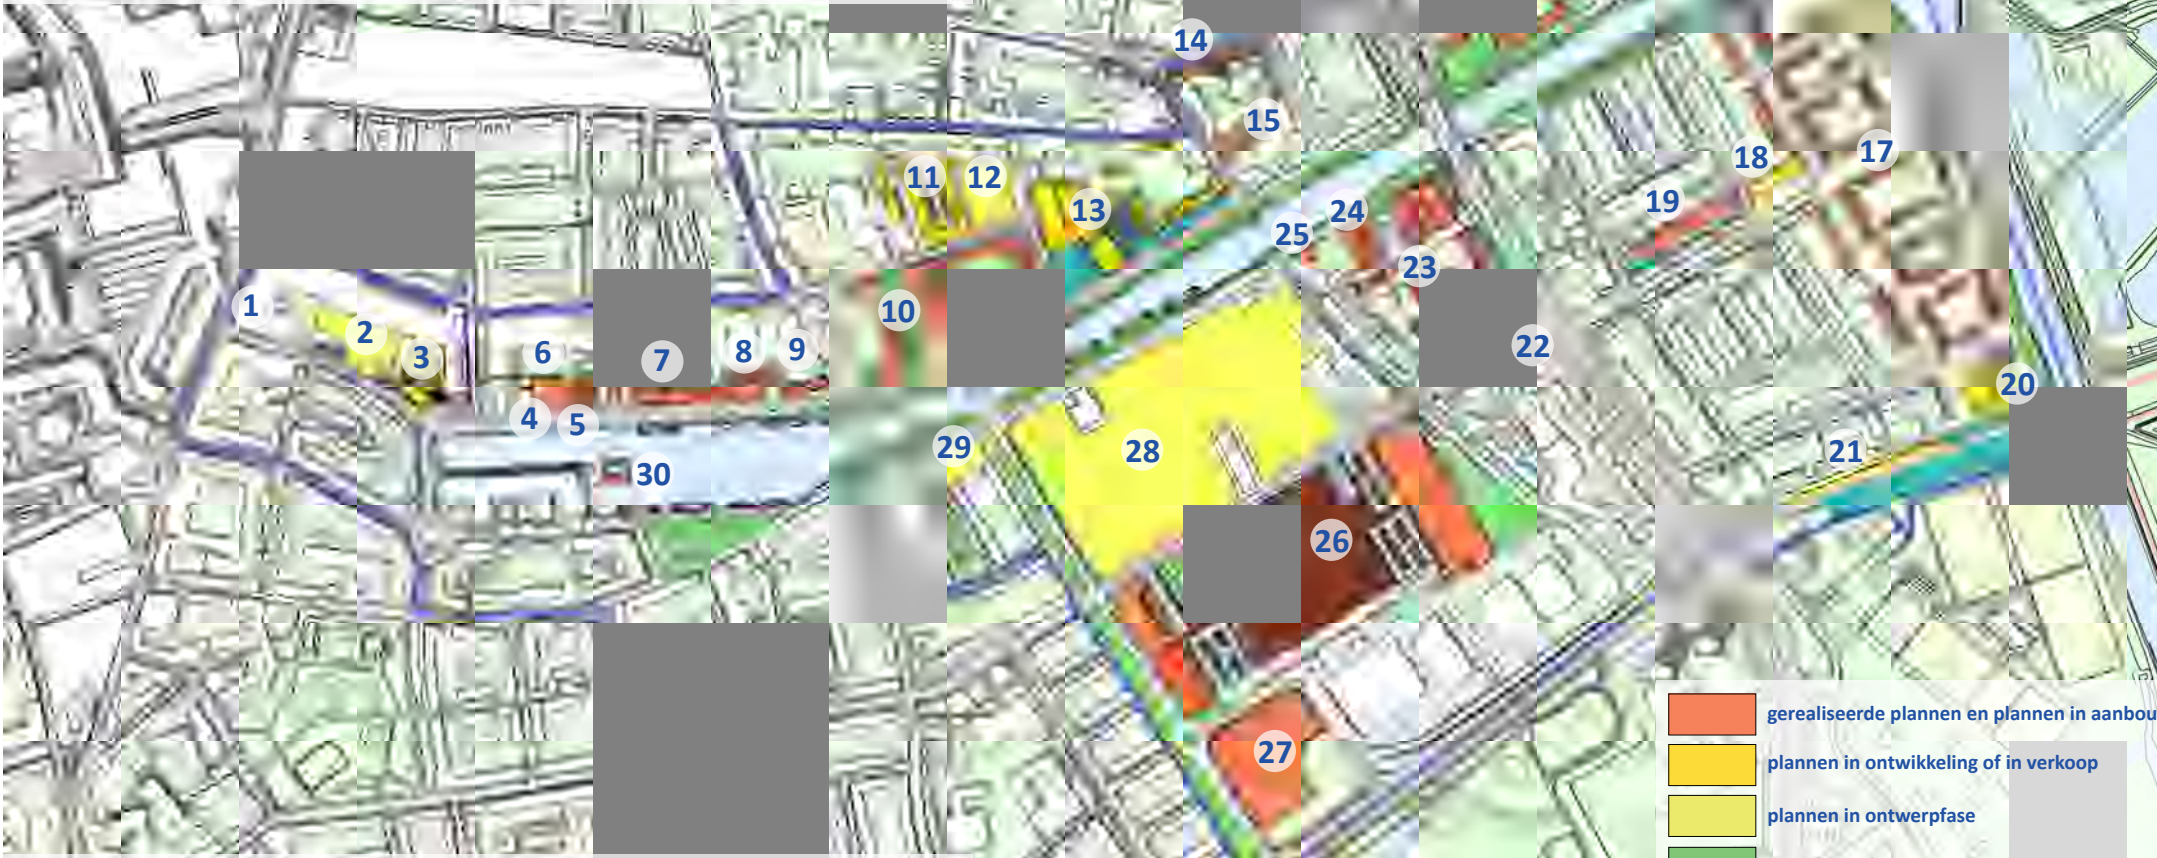 14
15
11 12
18 17
13 24 19
25
23
1 10
2
3 6 7 8 9 22
20
4 5
29 28 21
30
26
27
gerealiseerde plannen en plannen in aanbou
plannen in ontwikkeling of in verkoop
plannen in ontwerpfase